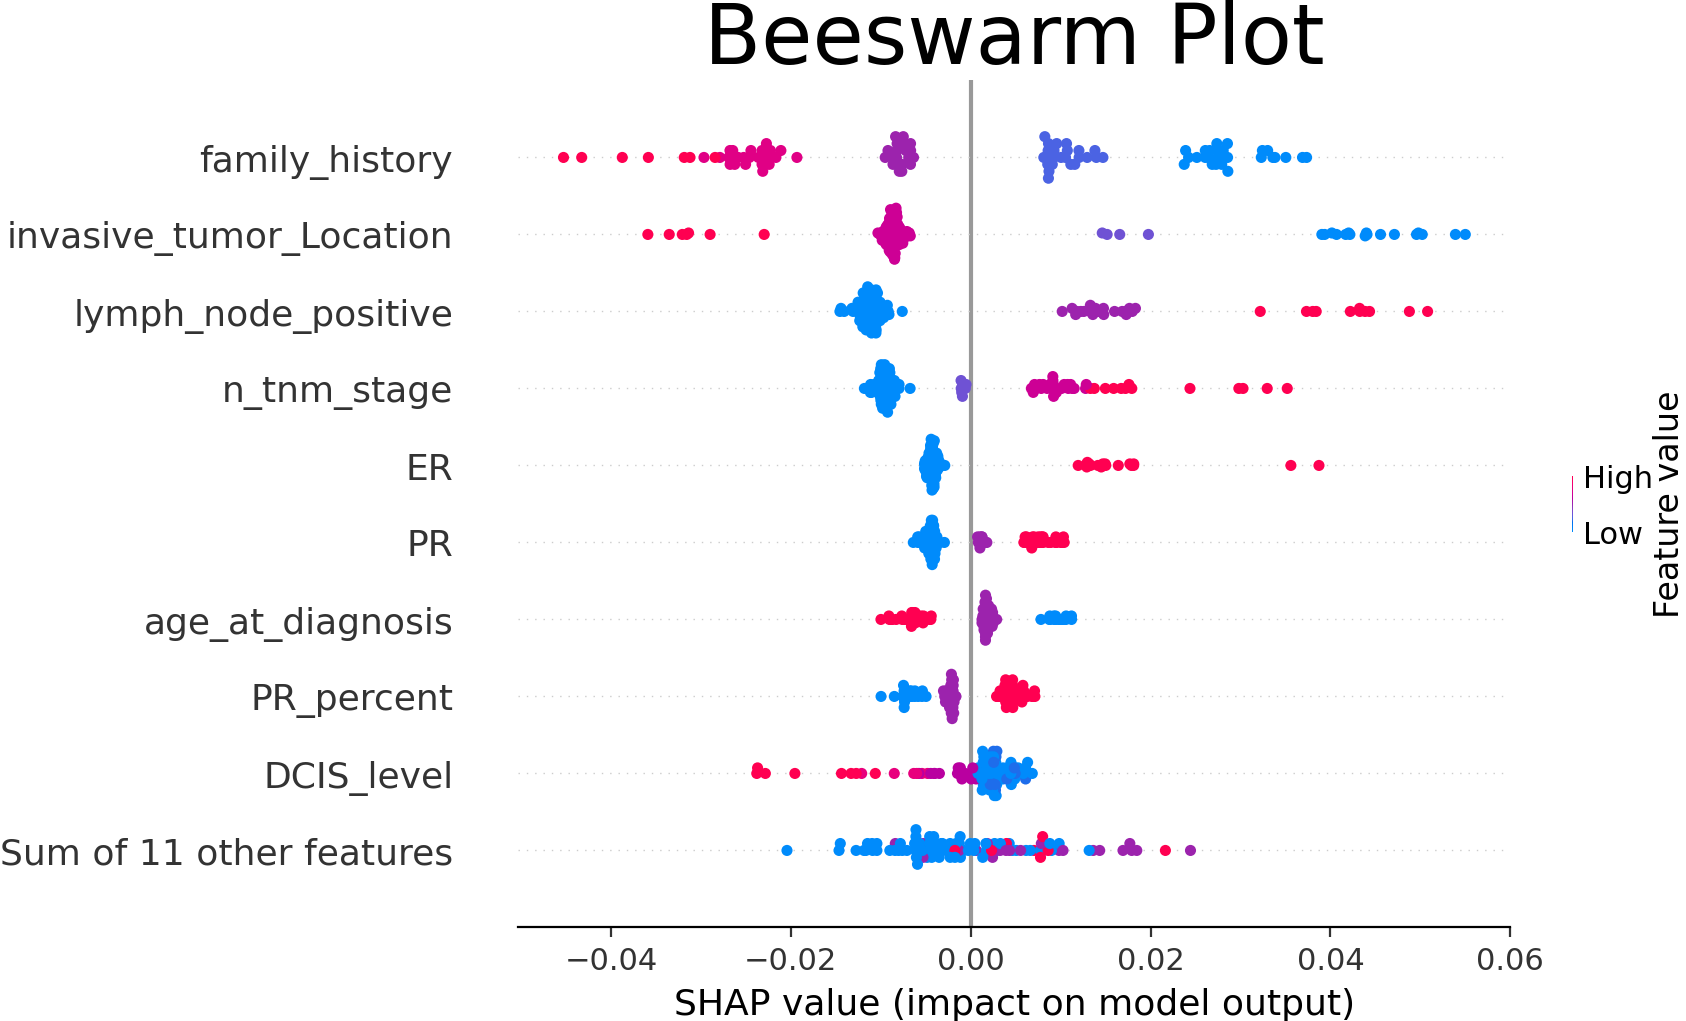 Beeswarm Plot
family_history
invasive_tumor_Location
lymph_node_positive
n_tnm_stage
ER
PR
age_at_diagnosis
PR_percent
DCIS_level
Sum of 11 other features
−0.04 −0.02 0.00 0.02 0.04 0.06
SHAP value (impact on model output)
High
Low
Feature value